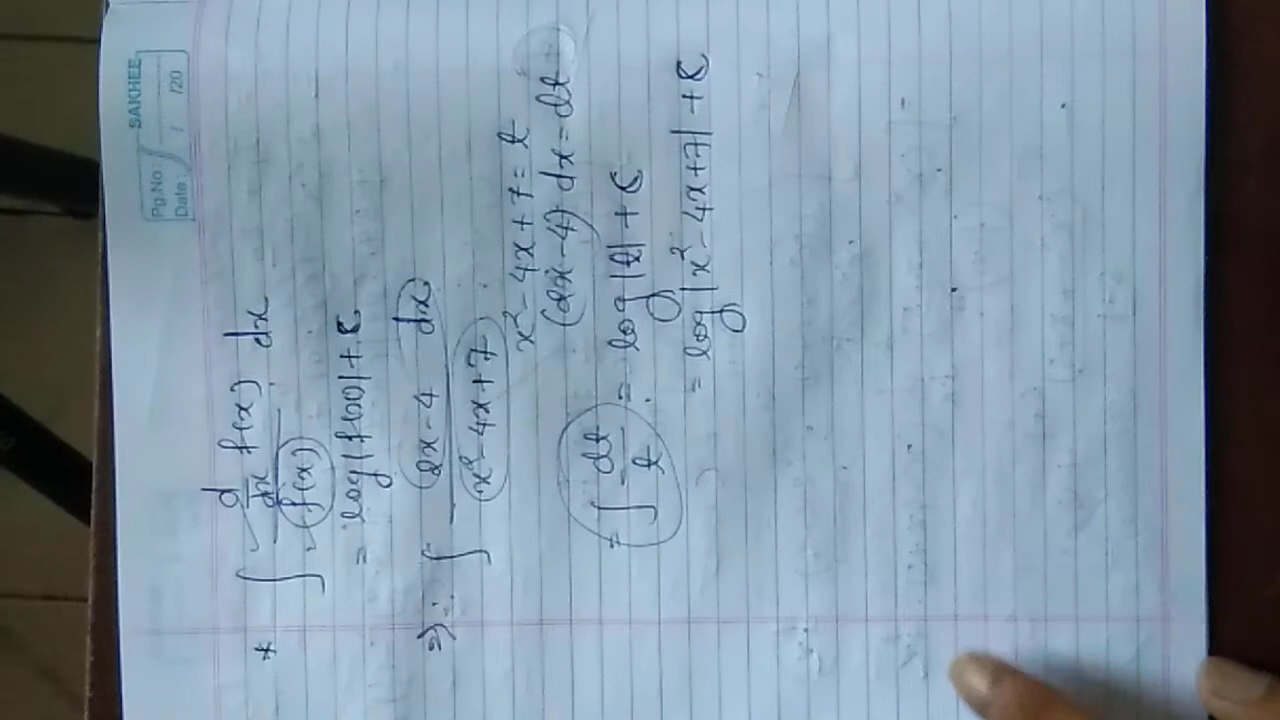 SAKHEE
Pg.No
Date : / /20
* ∫ (d/dx f(x))/f(x) dx
= log|f(x)|+c
⇒: ∫ (2x-4)/(x²-4x+7) dx
x²-4x+7=t
(2x-4) dx=dt
= ∫ dt/t = log|t|+c
= log|x²-4x+7|+c